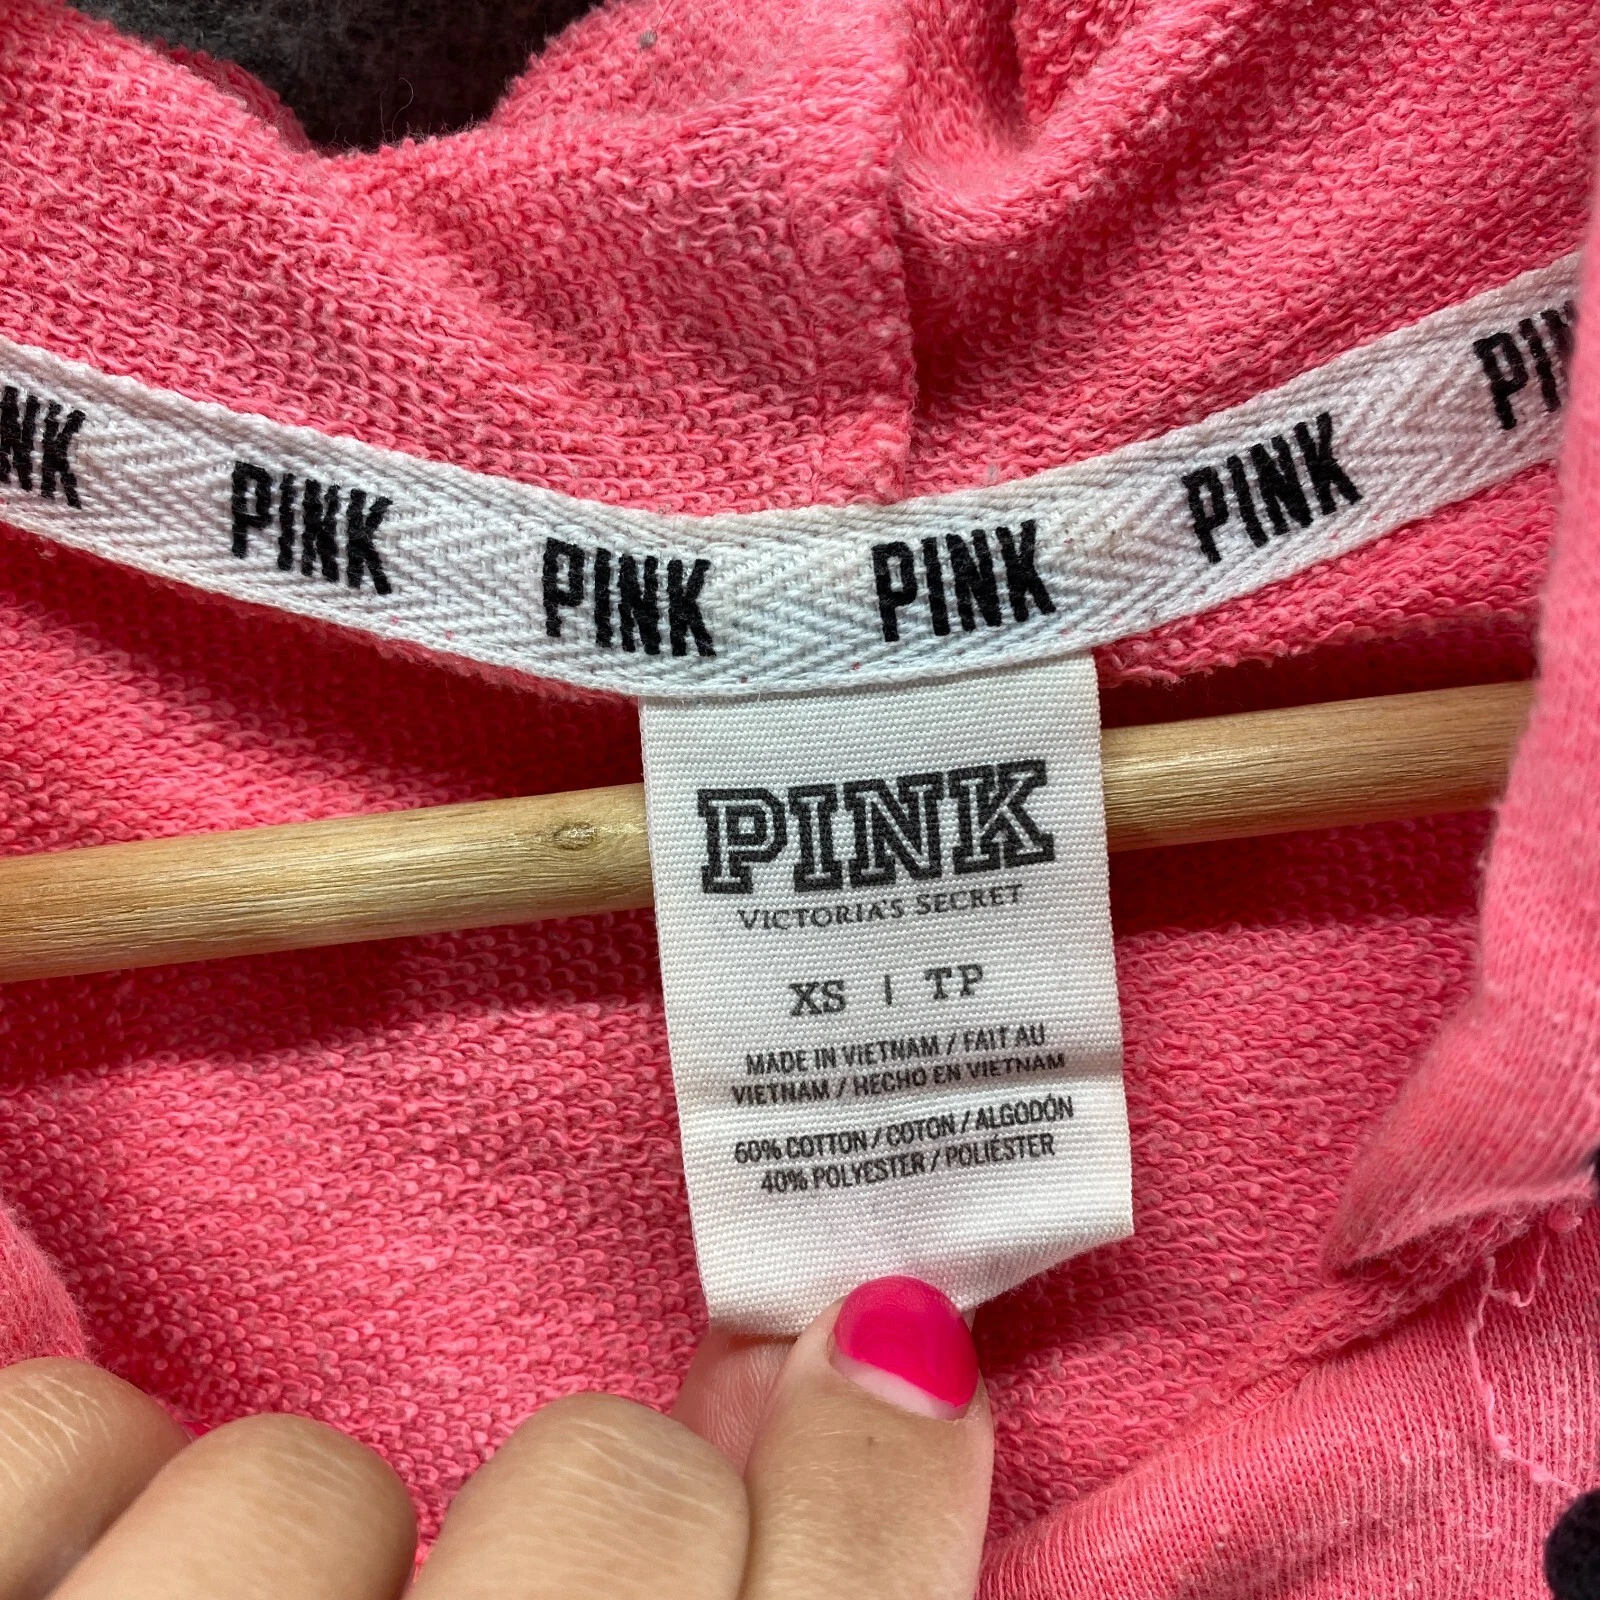 PINK PINK PINK PINK PINK PINK
PINK
VICTORIA'S SECRET
XS | TP
MADE IN VIETNAM / FAIT AU
VIETNAM / HECHO EN VIETNAM
60% COTTON / COTON / ALGODÓN
40% POLYESTER / POLIÉSTER